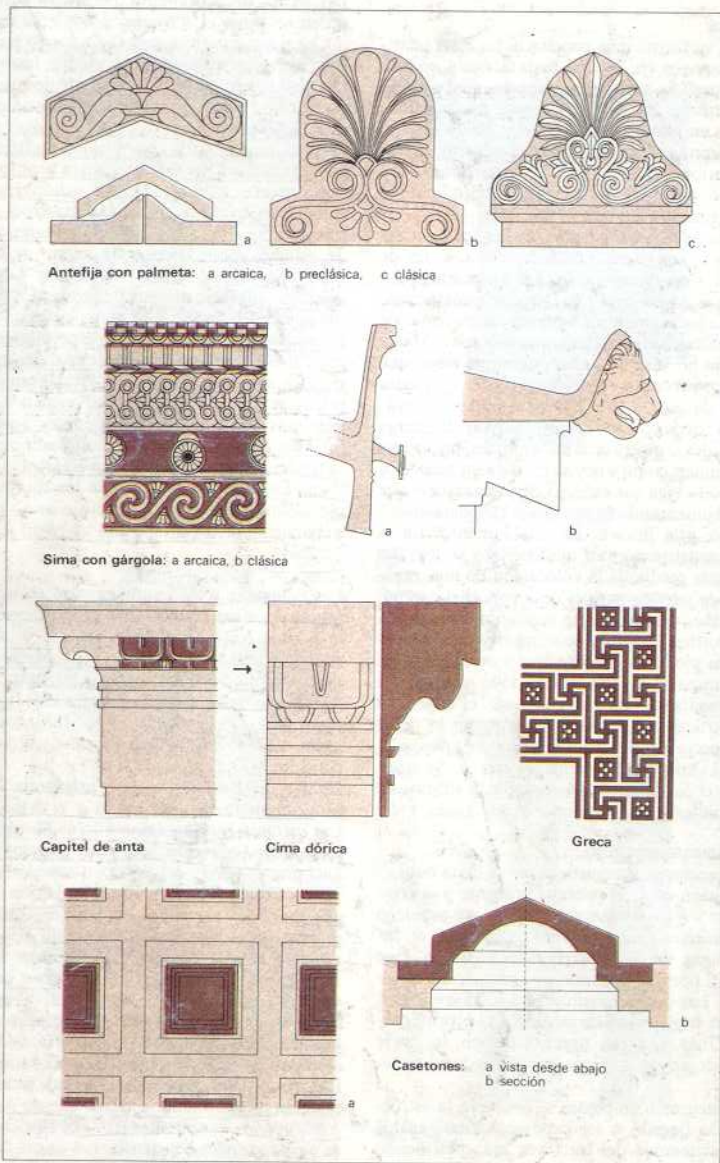 a
b
c
Antefija con palmeta: a arcaica, b preclásica, c clásica
a
b
Sima con gárgola: a arcaica, b clásica
Capitel de anta
Cima dórica
Greca
a
b
Casetones: a vista desde abajo
b sección